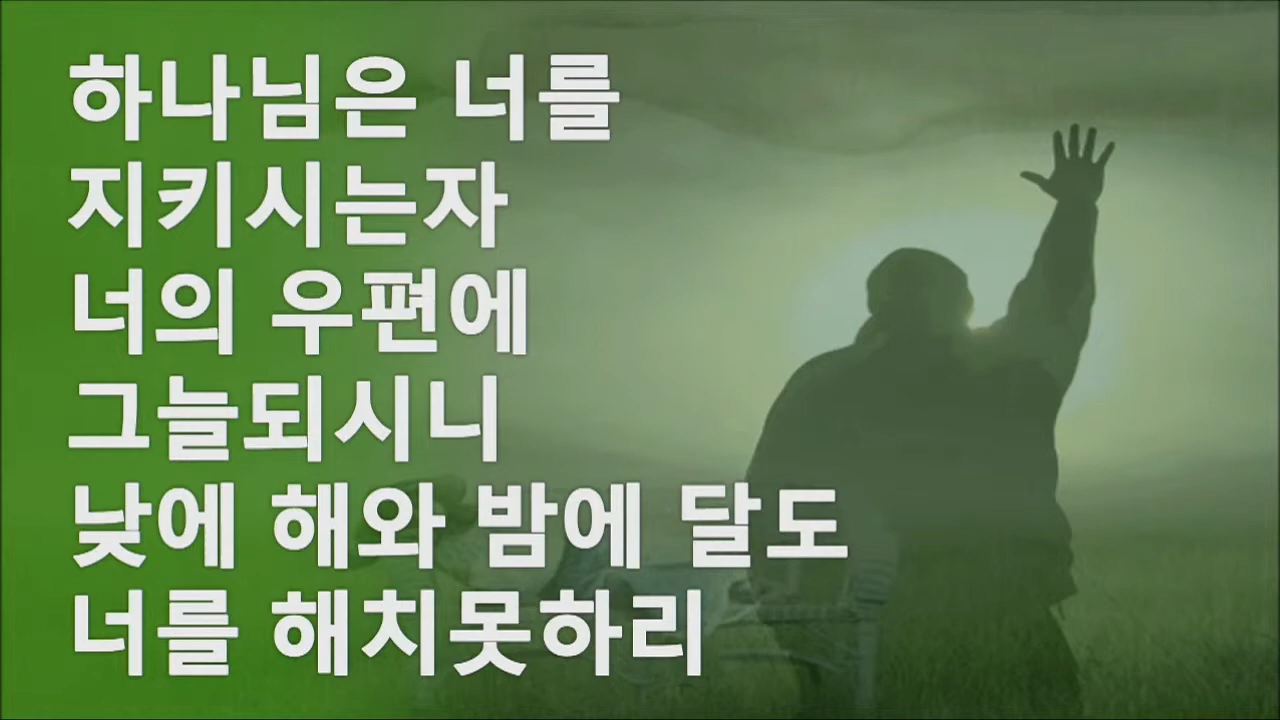 하나님은 너를
지키시는자
너의 우편에
그늘되시니
낮에 해와 밤에 달도
너를 해치못하리